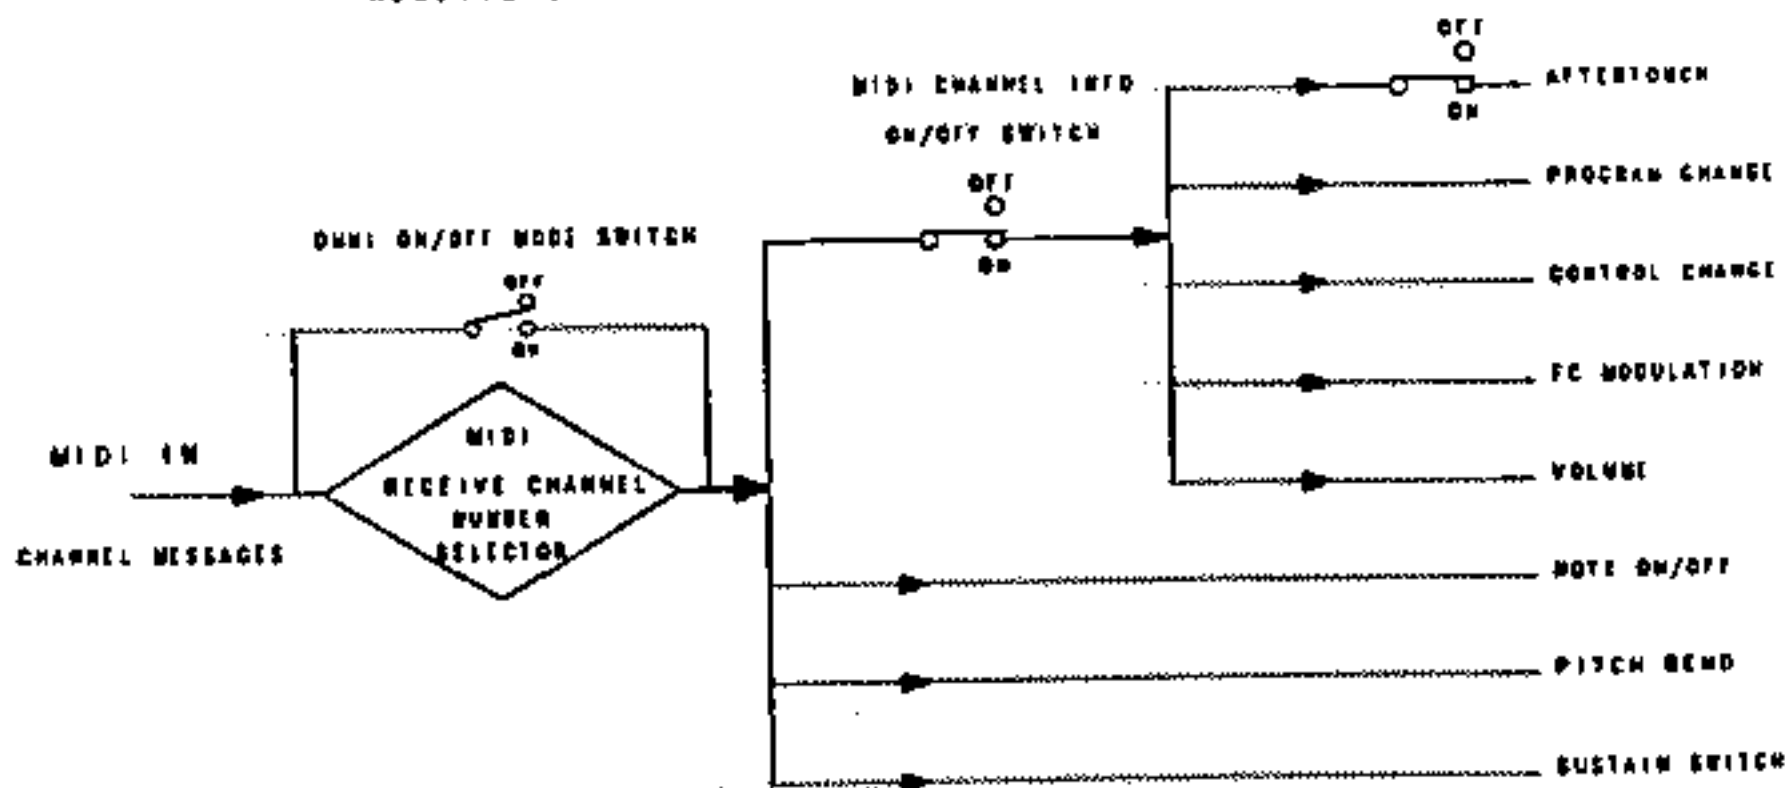 OFF
MIDI CHANNEL INFO
ON/OFF SWITCH
AFTERTOUCH
ON
PROGRAM CHANGE
OFF
OMNI ON/OFF MODE SWITCH
ON
CONTROL CHANGE
OFF
ON
FC MODULATION
MIDI IN
MIDI
RECEIVE CHANNEL
NUMBER
SELECTOR
VOLUME
CHANNEL MESSAGES
NOTE ON/OFF
PITCH BEND
SUSTAIN SWITCH